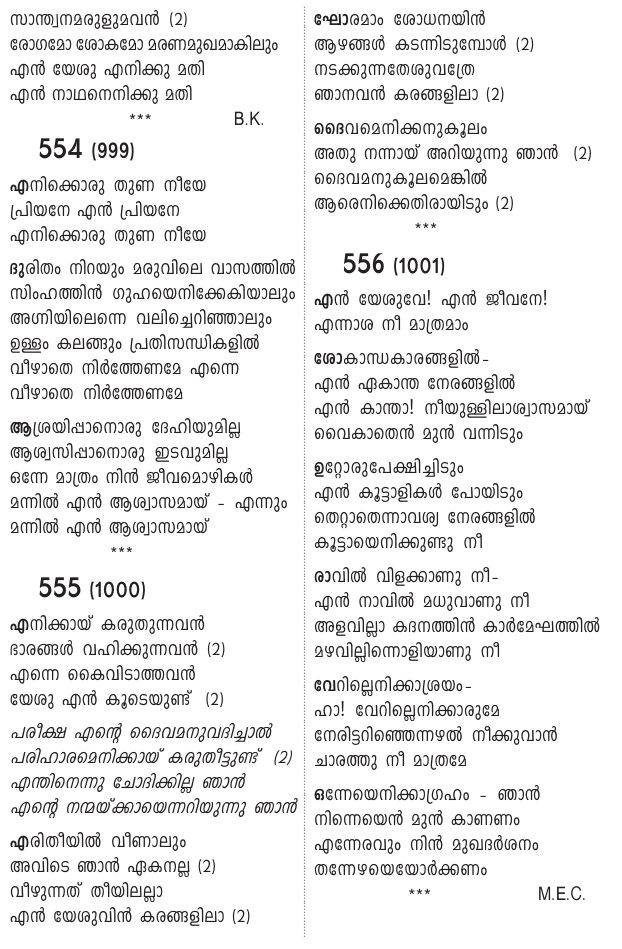 സാന്ത്വനമരുളുമവൻ (2)
രോഗമോ ശോകമോ മരണമുഖമാകിലും
എൻ യേശു എനിക്കു മതി
എൻ നാഥനെനിക്കു മതി
*** B.K.
554 (999)
എനിക്കൊരു തുണ നീയേ
പ്രിയനേ എൻ പ്രിയനേ
എനിക്കൊരു തുണ നീയേ
ദുരിതം നിറയും മരുവിലെ വാസത്തിൽ
സിംഹത്തിൻ ഗുഹയെനിക്കേകിയാലും
അഗ്നിയിലെന്നെ വലിച്ചെറിഞ്ഞാലും
ഉള്ളം കലങ്ങും പ്രതിസന്ധികളിൽ
വീഴാതെ നിർത്തേണമേ എന്നെ
വീഴാതെ നിർത്തേണമേ
ആശ്രയിപ്പാനൊരു ദേഹിയുമില്ല
ആശ്വസിപ്പാനൊരു ഇടവുമില്ല
ഒന്നേ മാത്രം നിൻ ജീവമൊഴികൾ
മന്നിൽ എൻ ആശ്വാസമായ് - എന്നും
മന്നിൽ എൻ ആശ്വാസമായ്
***
555 (1000)
എനിക്കായ് കരുതുന്നവൻ
ഭാരങ്ങൾ വഹിക്കുന്നവൻ (2)
എന്നെ കൈവിടാത്തവൻ
യേശു എൻ കൂടെയുണ്ട് (2)
പരീക്ഷ എന്റെ ദൈവമനുവദിച്ചാൽ
പരിഹാരമെനിക്കായ് കരുതീട്ടുണ്ട് (2)
എന്തിനെന്നു ചോദിക്കില്ല ഞാൻ
എന്റെ നന്മയ്ക്കായെന്നറിയുന്നു ഞാൻ
എരിതീയിൽ വീണാലും
അവിടെ ഞാൻ ഏകനല്ല (2)
വീഴുന്നത് തീയിലല്ലാ
എൻ യേശുവിൻ കരങ്ങളിലാ (2)
ഘോരമാം ശോധനയിൻ
ആഴങ്ങൾ കടന്നിടുമ്പോൾ (2)
നടക്കുന്നതേശുവത്രേ
ഞാനവൻ കരങ്ങളിലാ (2)
ദൈവമെനിക്കനുകൂലം
അതു നന്നായ് അറിയുന്നു ഞാൻ (2)
ദൈവമനുകൂലമെങ്കിൽ
ആരെനിക്കെതിരായിടും (2)
***
556 (1001)
എൻ യേശുവേ! എൻ ജീവനേ!
എന്നാശ നീ മാത്രമാം
ശോകാന്ധകാരങ്ങളിൽ-
എൻ ഏകാന്ത നേരങ്ങളിൽ
എൻ കാന്താ! നീയുള്ളിലാശ്വാസമായ്
വൈകാതെൻ മുൻ വന്നിടും
ഉറ്റോരുപേക്ഷിച്ചിടും
എൻ കൂട്ടാളികൾ പോയിടും
തെറ്റാതെന്നാവശ്യ നേരങ്ങളിൽ
കൂട്ടായെനിക്കുണ്ടു നീ
രാവിൽ വിളക്കാണു നീ-
എൻ നാവിൽ മധുവാണു നീ
അളവില്ലാ കദനത്തിൻ കാർമേഘത്തിൽ
മഴവില്ലിന്നൊളിയാണു നീ
വേറില്ലെനിക്കാശ്രയം-
ഹാ! വേറില്ലെനിക്കാരുമേ
നേരിട്ടറിഞ്ഞെന്നഴൽ നീക്കുവാൻ
ചാരത്തു നീ മാത്രമേ
ഒന്നേയെനിക്കാഗ്രഹം - ഞാൻ
നിന്നെയെൻ മുൻ കാണണം
എന്നേരവും നിൻ മുഖദർശനം
തന്നേഴയെയോർക്കണം
*** M.E.C.